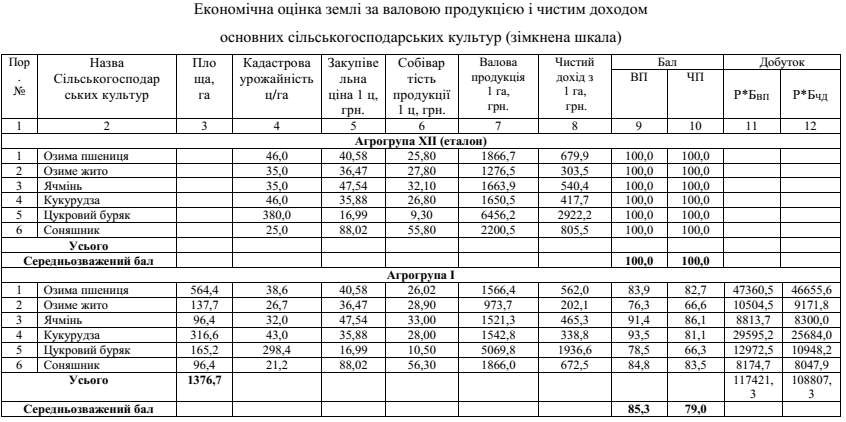 Економічна оцінка землі за валовою продукцією і чистим доходом
основних сільськогосподарських культур (зімкнена шкала)
Пор. № | Назва Сільськогосподарських культур | Площа, га | Кадастрова урожайність ц/га | Закупівельна ціна 1 ц, грн. | Собівартість продукції 1 ц, грн. | Валова продукція 1 га, грн. | Чистий дохід з 1 га, грн. | Бал | Добуток
ВП | ЧП | Р*Бвп | Р*Бчд
1 | 2 | 3 | 4 | 5 | 6 | 7 | 8 | 9 | 10 | 11 | 12
Агрогрупа XII (еталон)
1 | Озима пшениця | | 46,0 | 40,58 | 25,80 | 1866,7 | 679,9 | 100,0 | 100,0
2 | Озиме жито | | 35,0 | 36,47 | 27,80 | 1276,5 | 303,5 | 100,0 | 100,0
3 | Ячмінь | | 35,0 | 47,54 | 32,10 | 1663,9 | 540,4 | 100,0 | 100,0
4 | Кукурудза | | 46,0 | 35,88 | 26,80 | 1650,5 | 417,7 | 100,0 | 100,0
5 | Цукровий буряк | | 380,0 | 16,99 | 9,30 | 6456,2 | 2922,2 | 100,0 | 100,0
6 | Соняшник | | 25,0 | 88,02 | 55,80 | 2200,5 | 805,5 | 100,0 | 100,0
Усього
Середньозважений бал | 100,0 | 100,0
Агрогрупа I
1 | Озима пшениця | 564,4 | 38,6 | 40,58 | 26,02 | 1566,4 | 562,0 | 83,9 | 82,7 | 47360,5 | 46655,6
2 | Озиме жито | 137,7 | 26,7 | 36,47 | 28,90 | 973,7 | 202,1 | 76,3 | 66,6 | 10504,5 | 9171,8
3 | Ячмінь | 96,4 | 32,0 | 47,54 | 33,00 | 1521,3 | 465,3 | 91,4 | 86,1 | 8813,7 | 8300,0
4 | Кукурудза | 316,6 | 43,0 | 35,88 | 28,00 | 1542,8 | 338,8 | 93,5 | 81,1 | 29595,2 | 25684,0
5 | Цукровий буряк | 165,2 | 298,4 | 16,99 | 10,50 | 5069,8 | 1936,6 | 78,5 | 66,3 | 12972,5 | 10948,2
6 | Соняшник | 96,4 | 21,2 | 88,02 | 56,30 | 1866,0 | 672,5 | 84,8 | 83,5 | 8174,7 | 8047,9
Усього | 1376,7 | 117421,3 | 108807,3
Середньозважений бал | 85,3 | 79,0